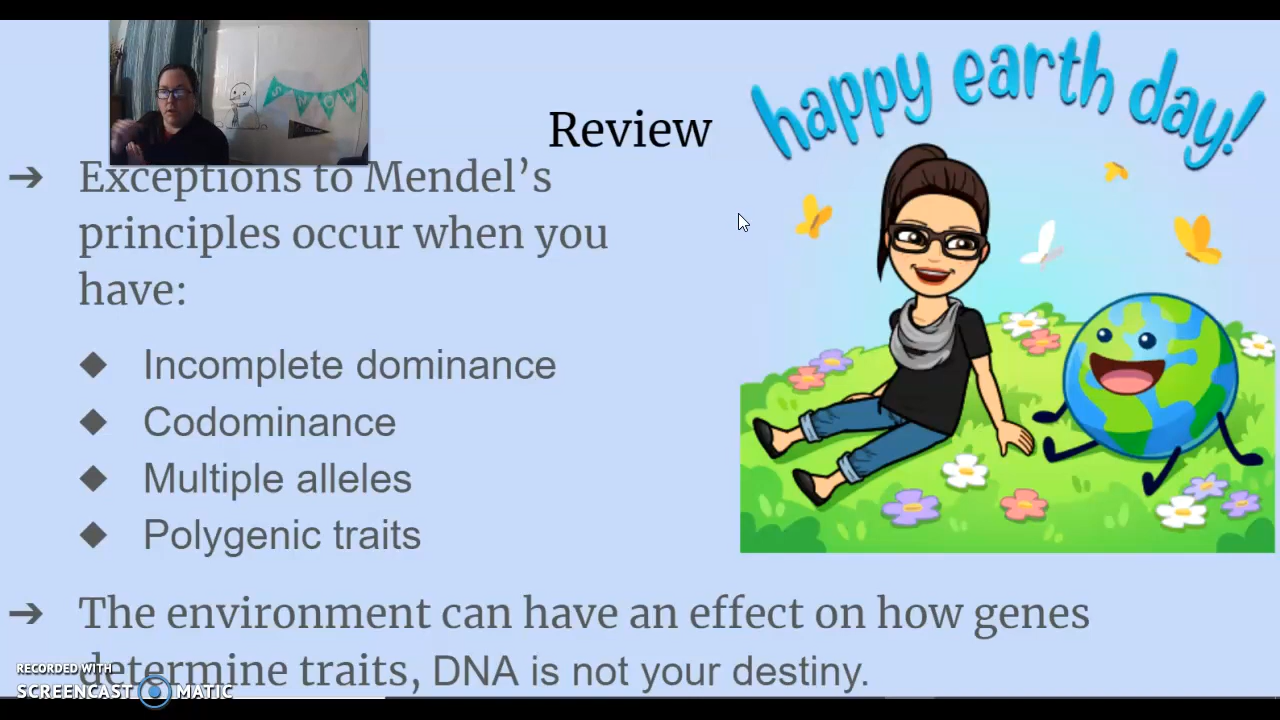 happy earth day!
Review
➔ Exceptions to Mendel’s
principles occur when you
have:
◆ Incomplete dominance
◆ Codominance
◆ Multiple alleles
◆ Polygenic traits
➔ The environment can have an effect on how genes
determine traits, DNA is not your destiny.
RECORDED WITH
SCREENCAST MATIC